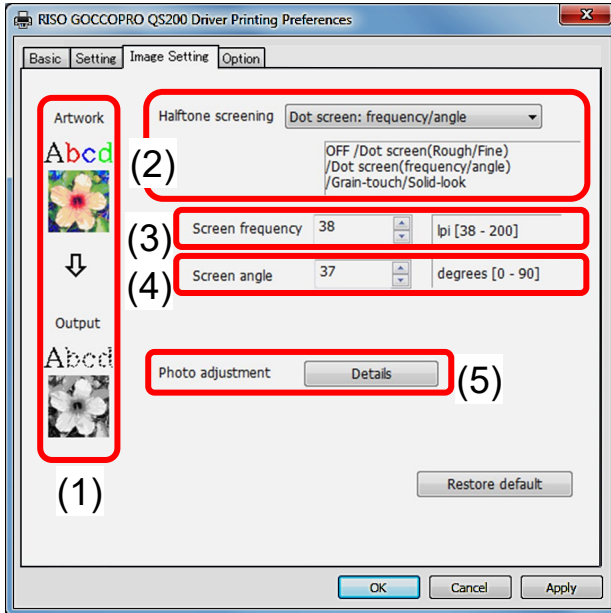 RISO GOCCOPRO QS200 Driver Printing Preferences
Basic Setting Image Setting Option
Artwork
Abcd
Output
Abcd
(1)
Halftone screening Dot screen: frequency/angle
OFF /Dot screen(Rough/Fine)
/Dot screen(frequency/angle)
/Grain-touch/Solid-look
(2)
Screen frequency 38 lpi [38 - 200]
(3)
Screen angle 37 degrees [0 - 90]
(4)
Photo adjustment Details (5)
Restore default
OK Cancel Apply